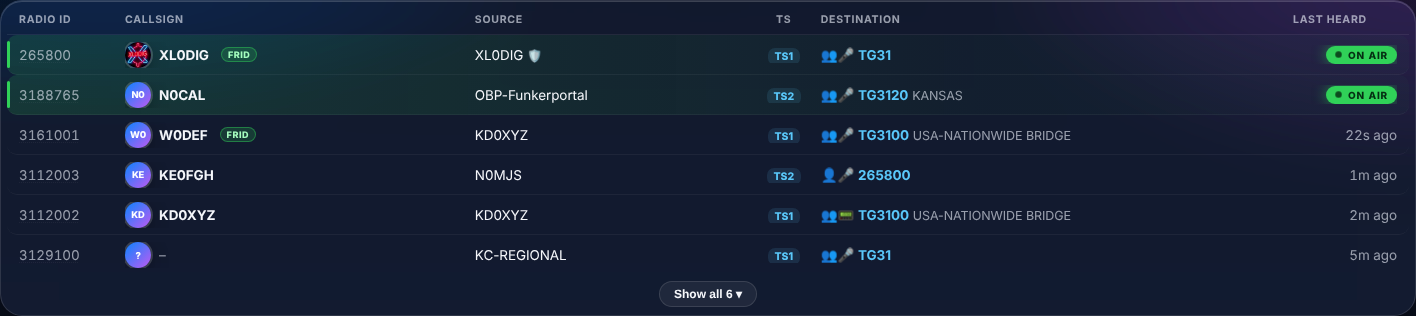 RADIO ID CALLSIGN SOURCE TS DESTINATION LAST HEARD
265800 XL0DIG FRID XL0DIG TS1 TG31 ON AIR
3188765 N0 N0CAL OBP-Funkerportal TS2 TG3120 KANSAS ON AIR
3161001 W0 W0DEF FRID KD0XYZ TS1 TG3100 USA-NATIONWIDE BRIDGE 22s ago
3112003 KE KE0FGH N0MJS TS2 265800 1m ago
3112002 KD KD0XYZ KD0XYZ TS1 TG3100 USA-NATIONWIDE BRIDGE 2m ago
3129100 ? – KC-REGIONAL TS1 TG31 5m ago
Show all 6 ▾